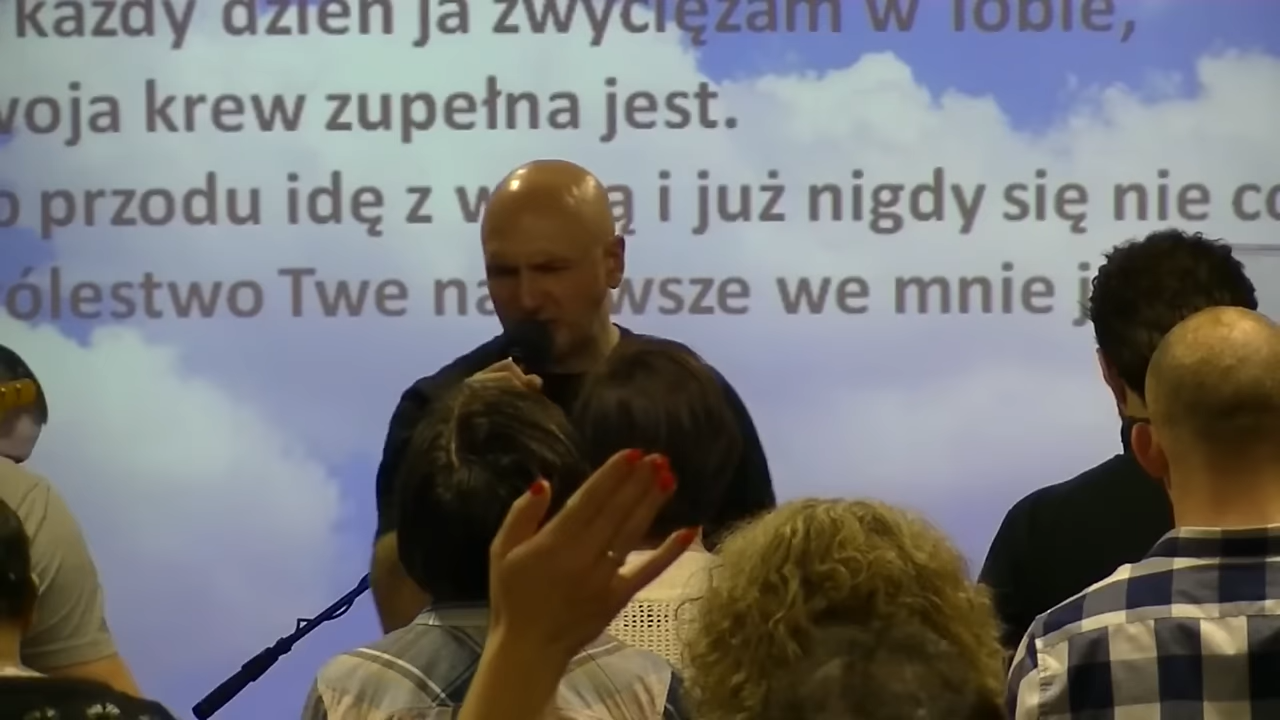 każdy dzień ja zwyciężam w Tobie,
woja krew zupełna jest.
o przodu idę z w ą i już nigdy się nie co
ólestwo Twe na wsze we mnie j